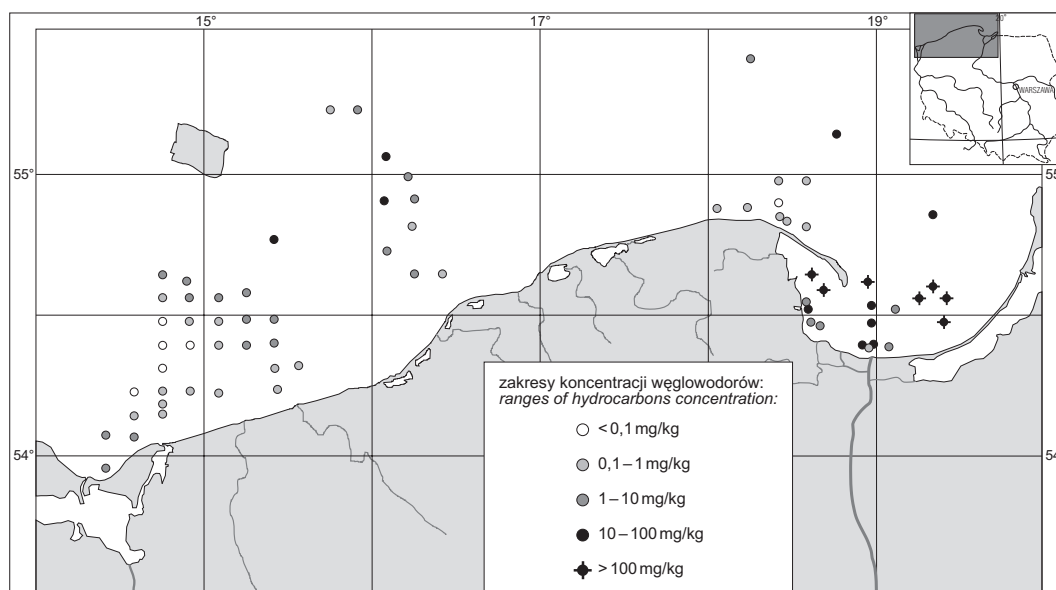 15°
17°
19°
20°
WARSZAWA
55°
55
zakresy koncentracji węglowodorów:
ranges of hydrocarbons concentration:
< 0,1 mg/kg
0,1 – 1 mg/kg
1 – 10 mg/kg
10 – 100 mg/kg
> 100 mg/kg
54°
54